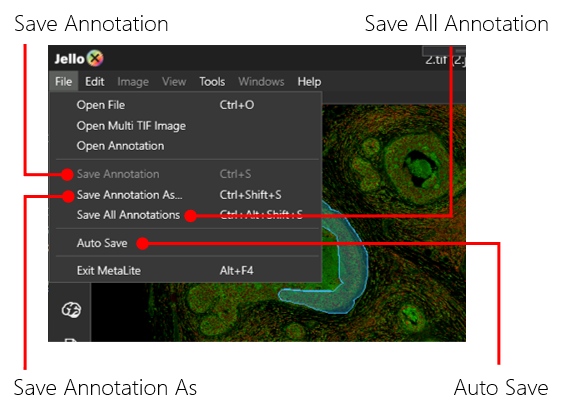 Save Annotation
Save All Annotation
Jello
2.tif (2.j
File Edit Image View Tools Windows Help
Open File Ctrl+O
Open Multi TIF Image
Open Annotation
Save Annotation Ctrl+S
Save Annotation As... Ctrl+Shift+S
Save All Annotations Ctrl+Alt+Shift+S
Auto Save
Exit MetaLite Alt+F4
Save Annotation As
Auto Save